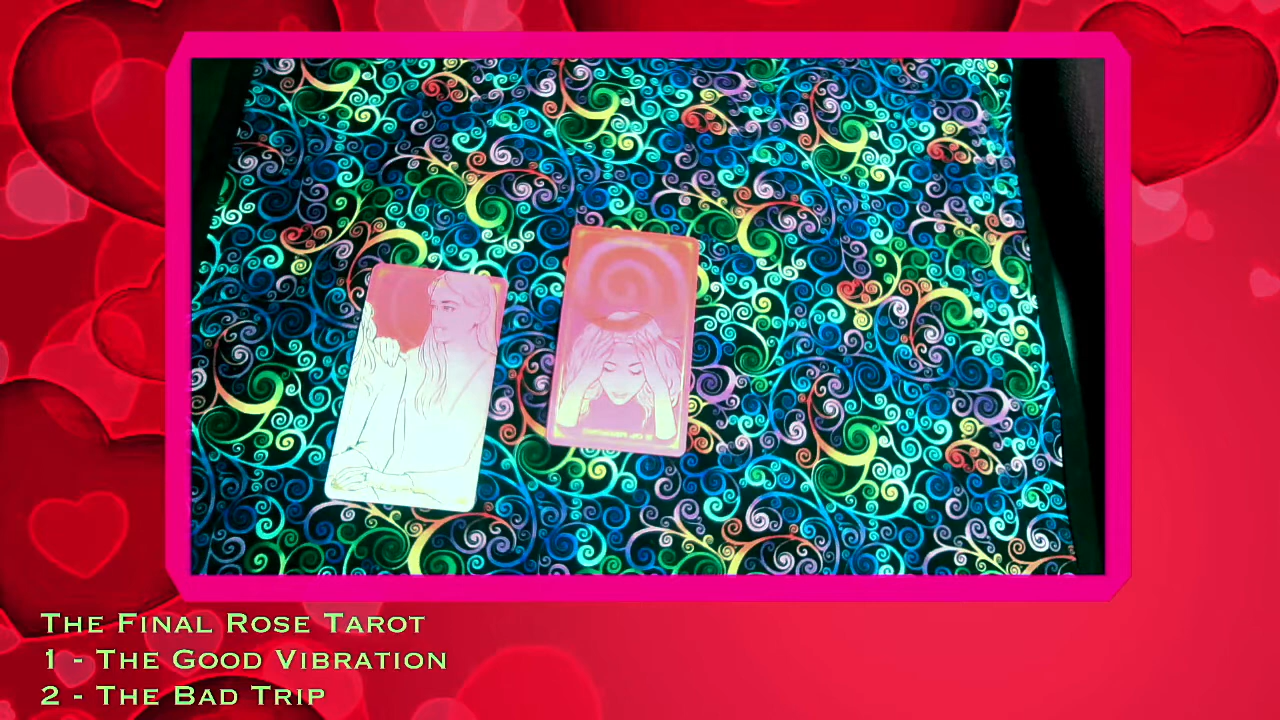 The Final Rose Tarot
1 - The Good Vibration
2 - The Bad Trip